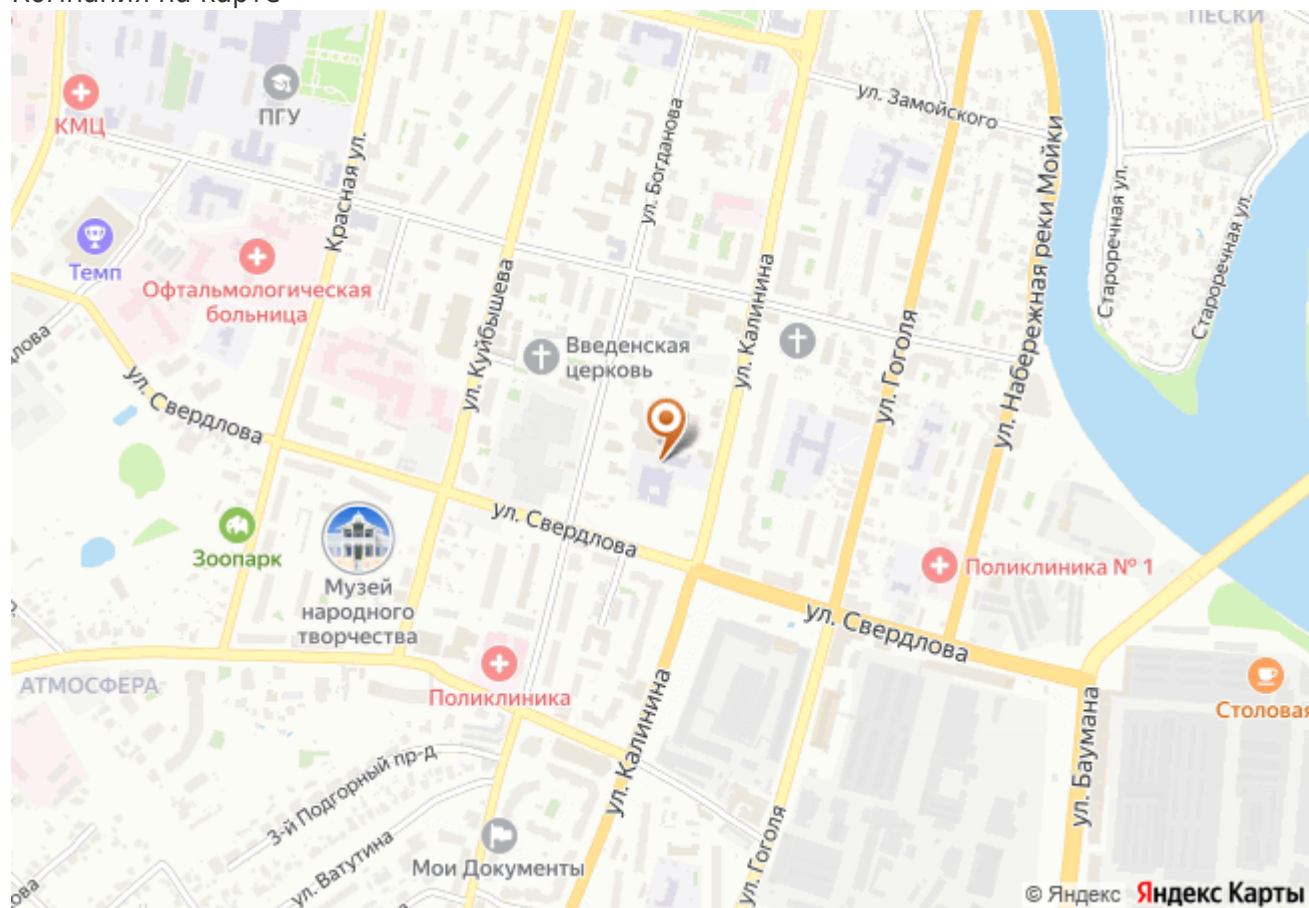 ПЕСКИ
КМЦ
ПГУ
ул. Замойского
ул. Богданова
Красная ул.
Темп
Офтальмологическая
больница
Староречная ул.
Староречная ул.
ул. Набережная реки Мойки
ул. Куйбышева
Введенская
церковь
ул. Калинина
ул. Гоголя
ул. Свердлова
ул. Свердлова
Зоопарк
Музей
народного
творчества
Поликлиника № 1
ул. Свердлова
АТМОСФЕРА
Поликлиника
Столовая
ул. Калинина
ул. Баумана
3-й Подгорный пр-д
ул. Ватутина
Мои Документы
ул. Гоголя
© Яндекс Яндекс Карты